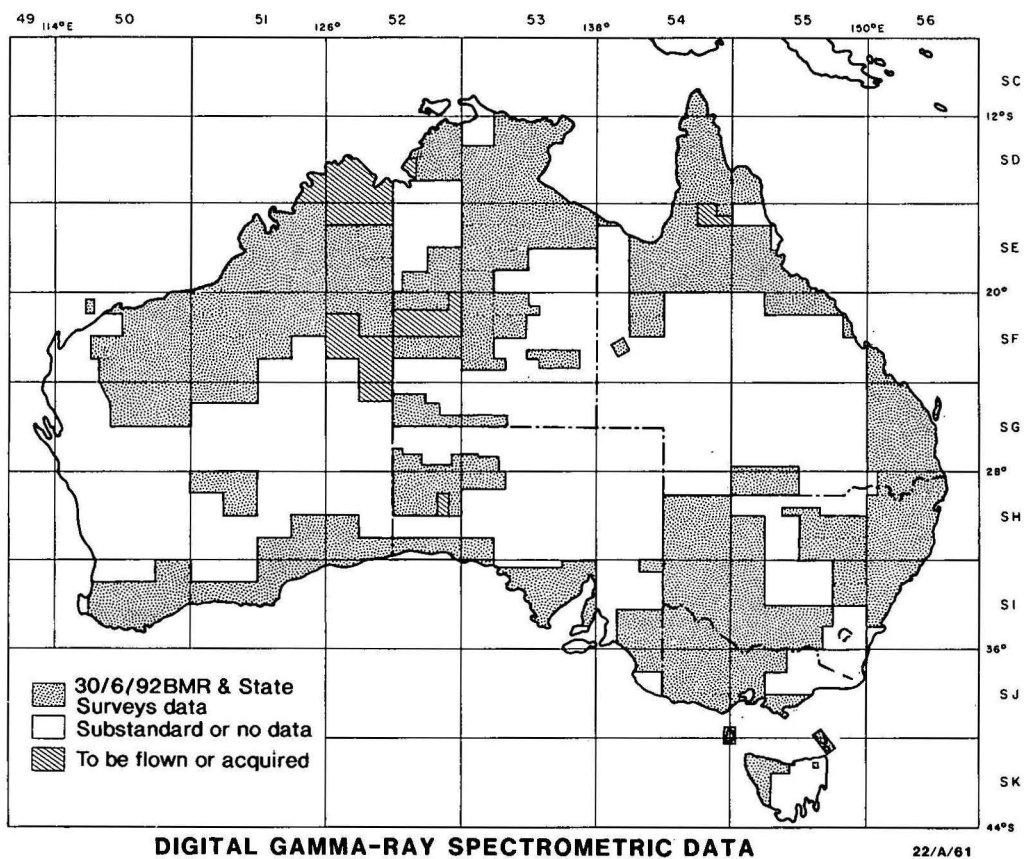 49 50 51 52 53 54 55 56
114°E 126° 138° 150°E
SC
12°S
SD
SE
20°
SF
SG
28°
SH
SI
36°
SJ
SK
44°S
30/6/92BMR & State
Surveys data
Substandard or no data
To be flown or acquired
DIGITAL GAMMA-RAY SPECTROMETRIC DATA
22/A/61